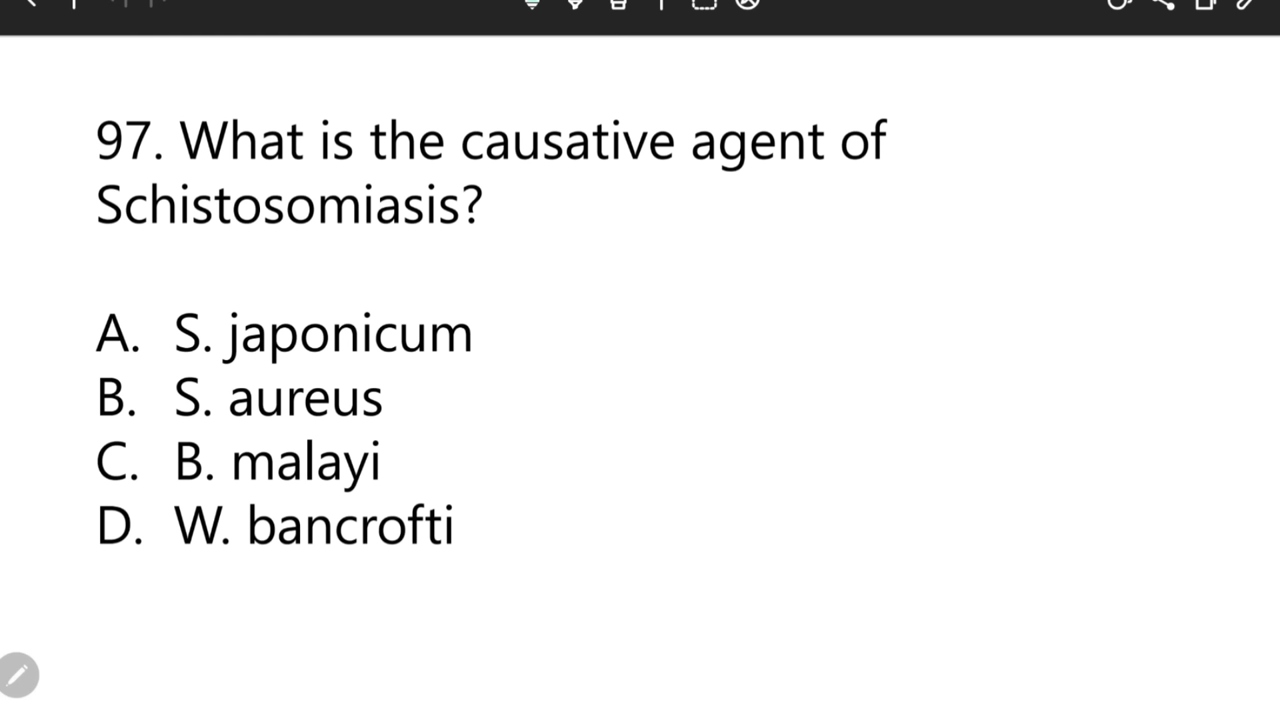 97. What is the causative agent of
Schistosomiasis?
A. S. japonicum
B. S. aureus
C. B. malayi
D. W. bancrofti